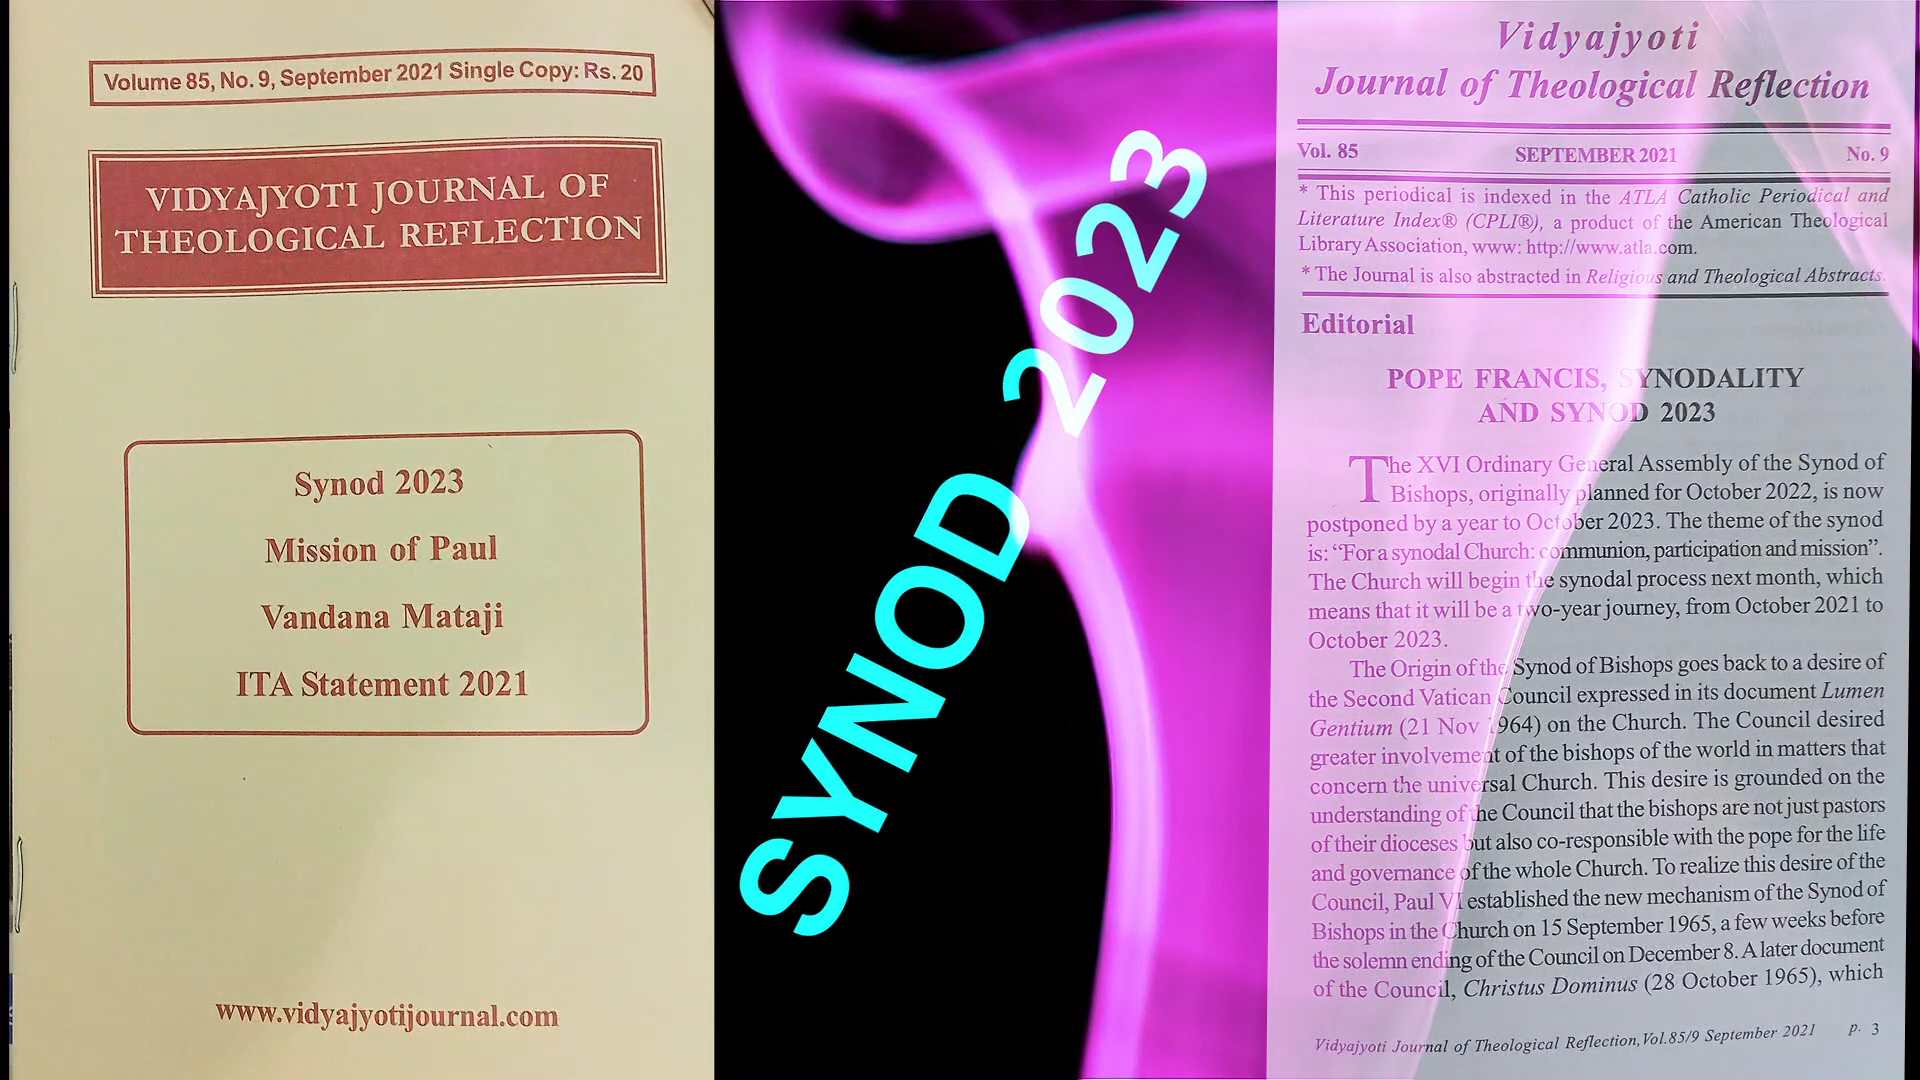 Volume 85, No. 9, September 2021 Single Copy: Rs. 20
VIDYAJYOTI JOURNAL OF
THEOLOGICAL REFLECTION
Synod 2023
Mission of Paul
Vandana Mataji
ITA Statement 2021
www.vidyajyotijournal.com
SYNOD 2023
Vidyajyoti
Journal of Theological Reflection
Vol. 85 SEPTEMBER 2021 No. 9
* This periodical is indexed in the ATLA Catholic Periodical and
Literature Index® (CPLI®), a product of the American Theological
Library Association, www: http://www.atla.com.
* The Journal is also abstracted in Religious and Theological Abstracts.
Editorial
POPE FRANCIS, SYNODALITY
AND SYNOD 2023
The XVI Ordinary General Assembly of the Synod of
Bishops, originally planned for October 2022, is now
postponed by a year to October 2023. The theme of the synod
is: “For a synodal Church: communion, participation and mission”.
The Church will begin the synodal process next month, which
means that it will be a two-year journey, from October 2021 to
October 2023.
The Origin of the Synod of Bishops goes back to a desire of
the Second Vatican Council expressed in its document Lumen
Gentium (21 Nov 1964) on the Church. The Council desired
greater involvement of the bishops of the world in matters that
concern the universal Church. This desire is grounded on the
understanding of the Council that the bishops are not just pastors
of their dioceses but also co-responsible with the pope for the life
and governance of the whole Church. To realize this desire of the
Council, Paul VI established the new mechanism of the Synod of
Bishops in the Church on 15 September 1965, a few weeks before
the solemn ending of the Council on December 8. A later document
of the Council, Christus Dominus (28 October 1965), which
Vidyajyoti Journal of Theological Reflection, Vol.85/9 September 2021 p. 3